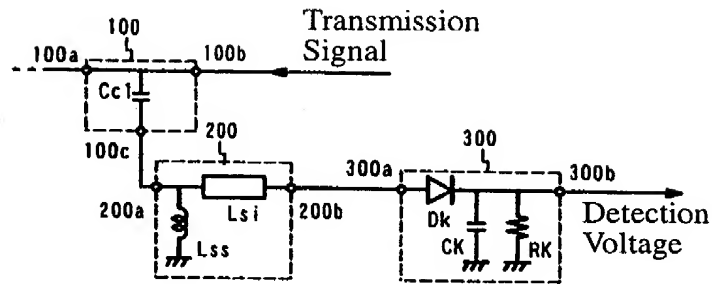 Transmission
Signal
100
100a
100b
Cc1
100c
200
300
300a
300b
200a
Lsi
200b
Lss
Dk
CK
RK
Detection
Voltage